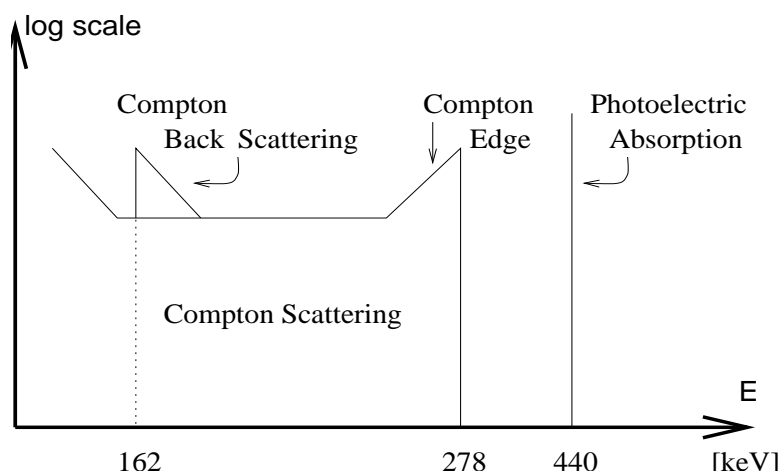 log scale
Compton
Back Scattering
Compton
Edge
Photoelectric
Absorption
Compton Scattering
E
162
278
440
[keV]